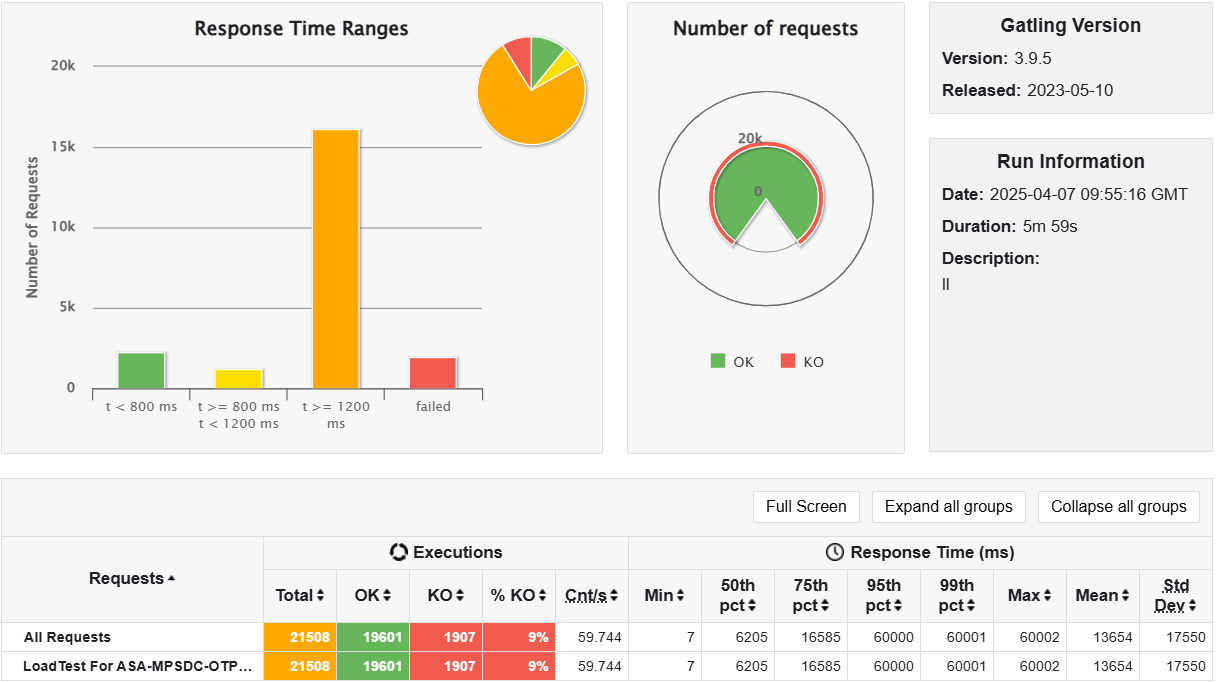 Response Time Ranges
20k
15k
10k
5k
0
Number of Requests
t < 800 ms
t >= 800 ms
t < 1200 ms
t >= 1200
ms
failed
Number of requests
20k
0
OK
KO
Gatling Version
Version: 3.9.5
Released: 2023-05-10
Run Information
Date: 2025-04-07 09:55:16 GMT
Duration: 5m 59s
Description:
ll
Full Screen
Expand all groups
Collapse all groups
Requests
Executions
Response Time (ms)
Total
OK
KO
% KO
Cnt/s
Min
50th
pct
75th
pct
95th
pct
99th
pct
Max
Mean
Std
Dev
All Requests 21508 19601 1907 9% 59.744 7 6205 16585 60000 60001 60002 13654 17550
LoadTest For ASA-MPSDC-OTP... 21508 19601 1907 9% 59.744 7 6205 16585 60000 60001 60002 13654 17550